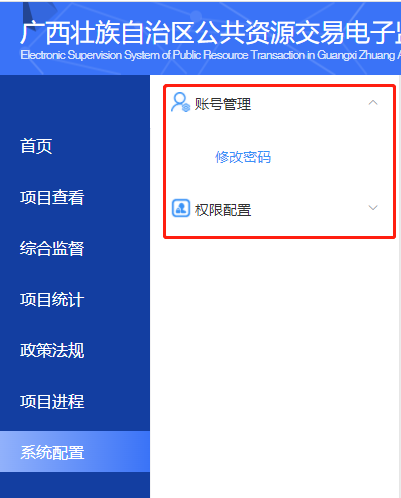 广西壮族自治区公共资源交易电子
Electronic Supervision System of Public Resource Transaction in Guangxi Zhuang A
首页
项目查看
综合监督
项目统计
政策法规
项目进程
系统配置
账号管理
修改密码
权限配置